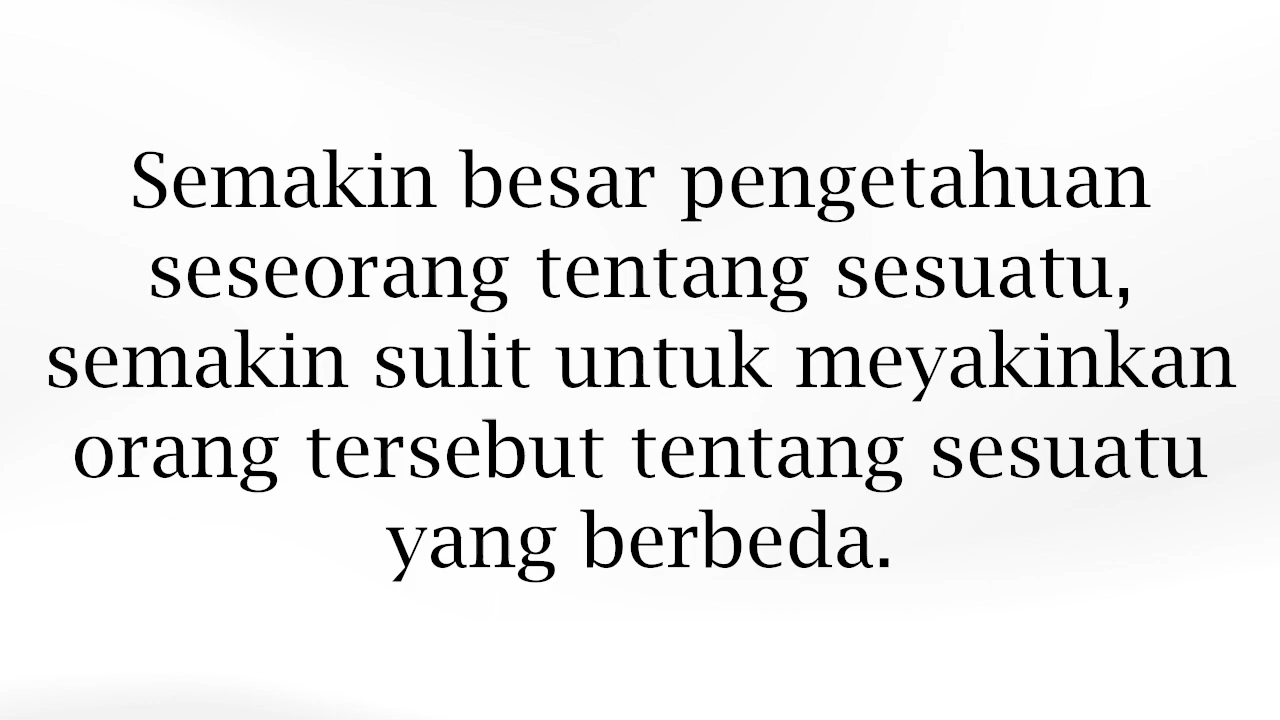 Semakin besar pengetahuan
seseorang tentang sesuatu,
semakin sulit untuk meyakinkan
orang tersebut tentang sesuatu
yang berbeda.